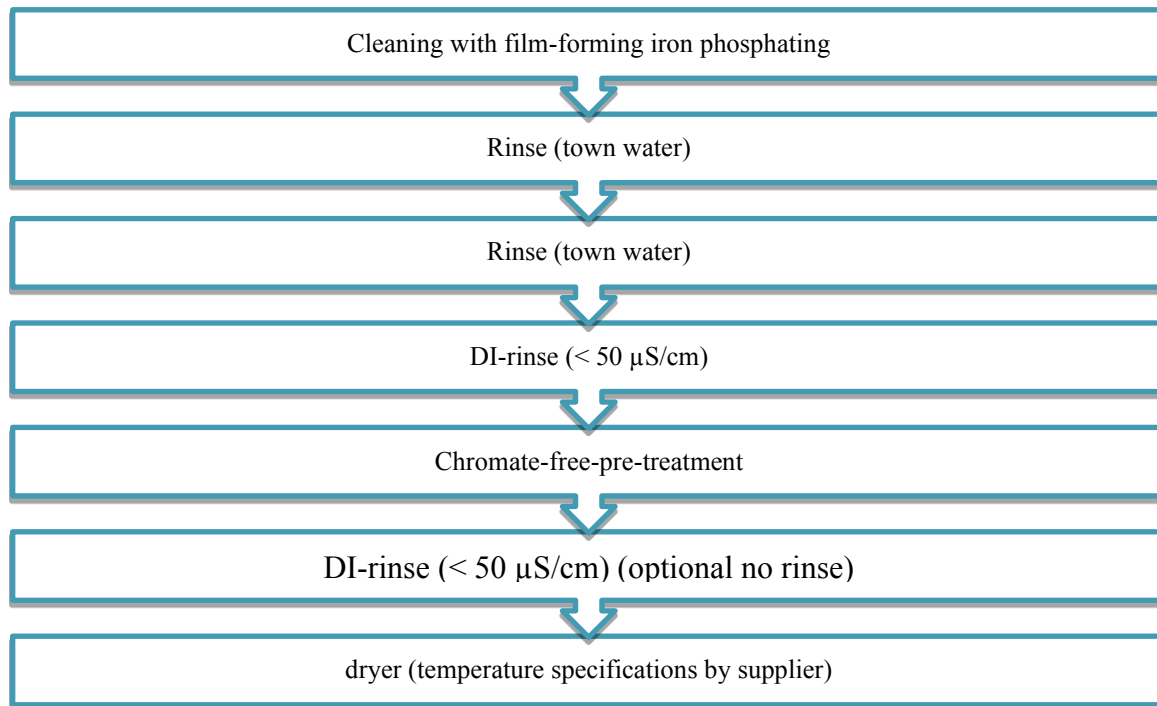 Cleaning with film-forming iron phosphating
Rinse (town water)
Rinse (town water)
DI-rinse (< 50 µS/cm)
Chromate-free-pre-treatment
DI-rinse (< 50 µS/cm) (optional no rinse)
dryer (temperature specifications by supplier)